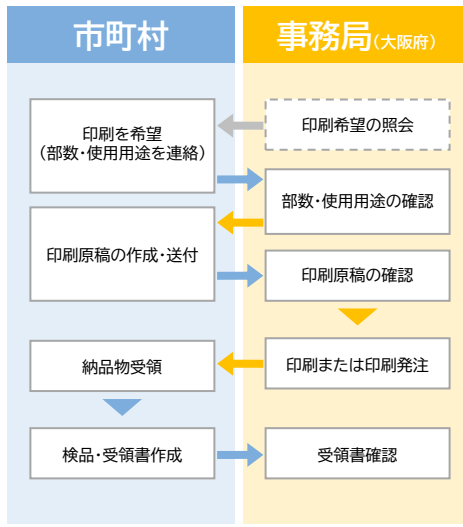 市町村
事務局(大阪府)
印刷希望の照会
印刷を希望
(部数・使用用途を連絡)
部数・使用用途の確認
印刷原稿の作成・送付
印刷原稿の確認
印刷または印刷発注
納品物受領
検品・受領書作成
受領書確認